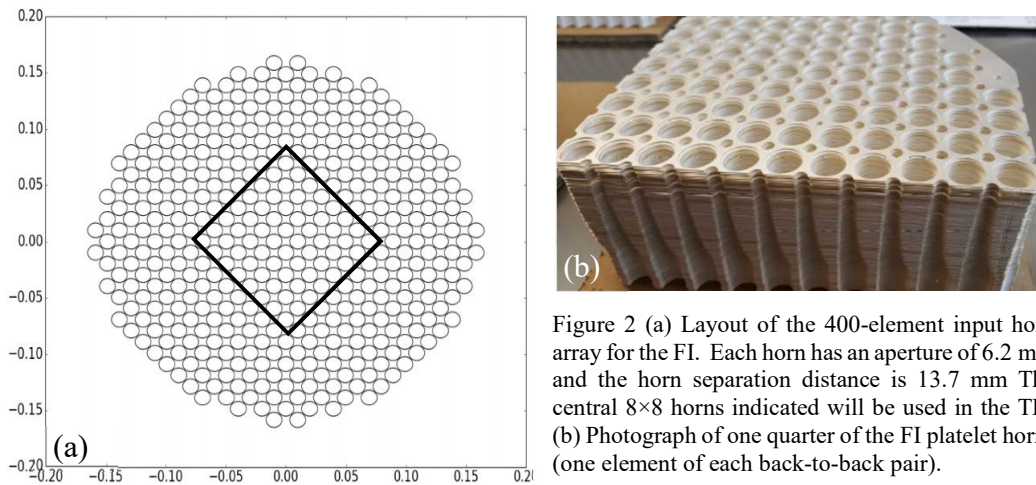 0.20
0.15
0.10
0.05
0.00
−0.05
−0.10
−0.15
−0.20
−0.20 −0.15 −0.10 −0.05 0.00 0.05 0.10 0.15 0.20
(a)
(b)
Figure 2 (a) Layout of the 400-element input
array for the FI. Each horn has an aperture of 6.2
and the horn separation distance is 13.7 mm
central 8×8 horns indicated will be used in the
(b) Photograph of one quarter of the FI platelet horn
(one element of each back-to-back pair).